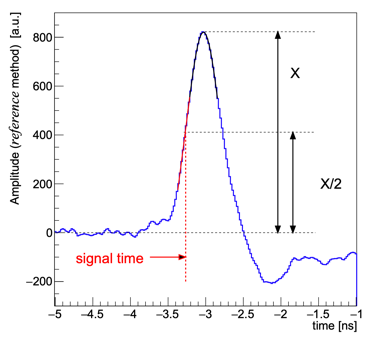 Amplitude (reference method) [a.u.]
800
600
400
200
0
−200
X
X/2
signal time
−5 −4.5 −4 −3.5 −3 −2.5 −2 −1.5 −1
time [ns]